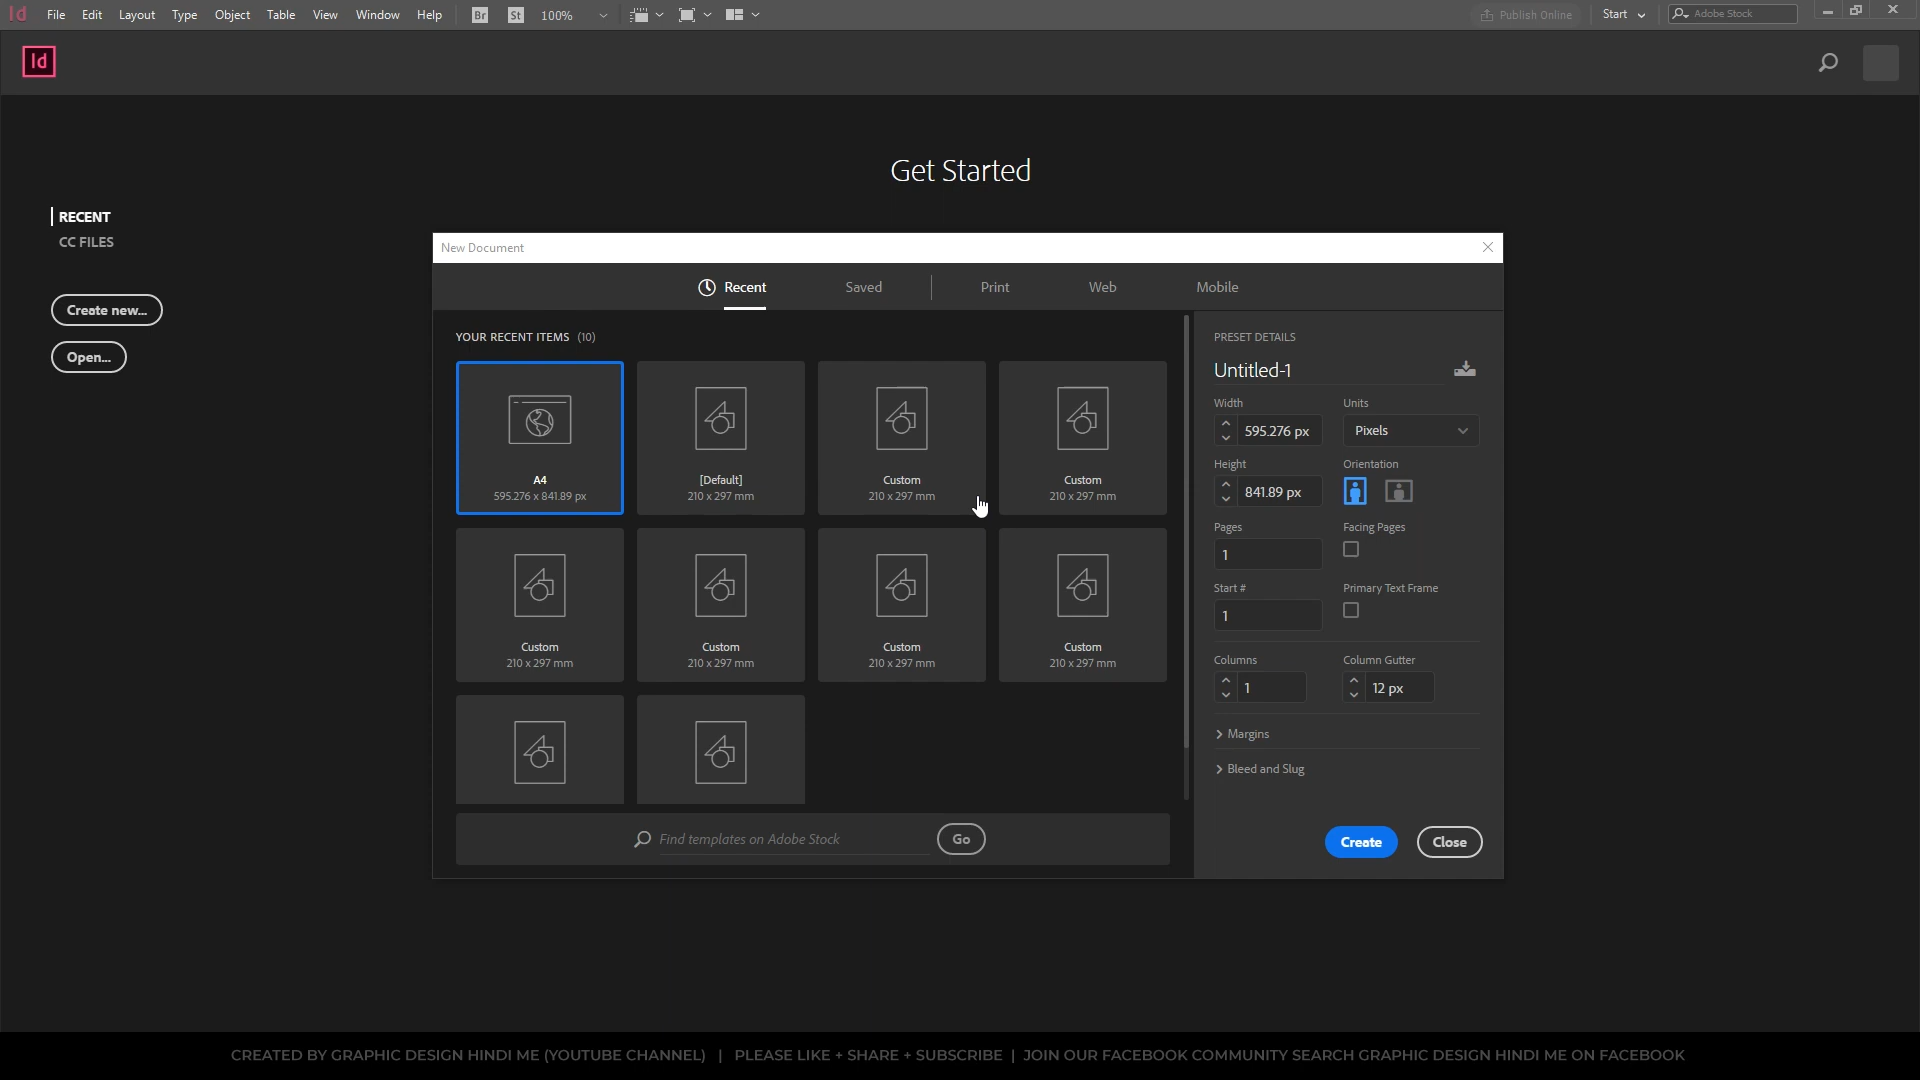 Id File Edit Layout Type Object Table View Window Help Br St 100% Publish Online Start Adobe Stock
Id
Get Started
RECENT
CC FILES
Create new...
Open...
New Document
Recent Saved Print Web Mobile
YOUR RECENT ITEMS (10)
A4
595.276 x 841.89 px
[Default]
210 x 297 mm
Custom
210 x 297 mm
Custom
210 x 297 mm
Custom
210 x 297 mm
Custom
210 x 297 mm
Custom
210 x 297 mm
Custom
210 x 297 mm
Find templates on Adobe Stock
Go
PRESET DETAILS
Untitled-1
Width Units
595.276 px Pixels
Height Orientation
841.89 px
Pages Facing Pages
1
Start # Primary Text Frame
1
Columns Column Gutter
1 12 px
Margins
Bleed and Slug
Create Close
CREATED BY GRAPHIC DESIGN HINDI ME (YOUTUBE CHANNEL) | PLEASE LIKE + SHARE + SUBSCRIBE | JOIN OUR FACEBOOK COMMUNITY SEARCH GRAPHIC DESIGN HINDI ME ON FACEBOOK